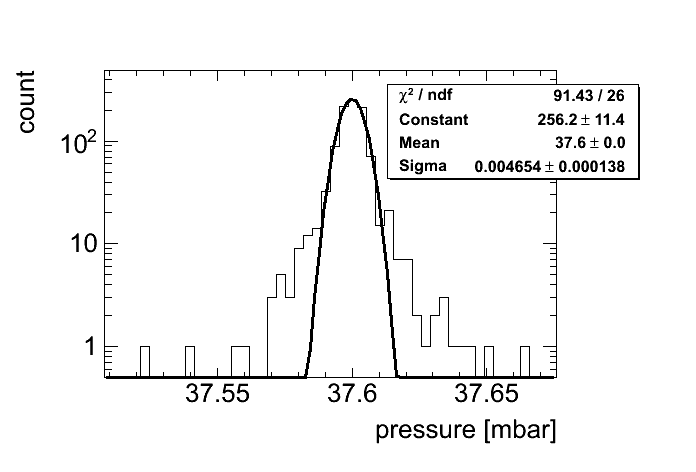 count
10²
10
1
χ² / ndf 91.43 / 26
Constant 256.2 ± 11.4
Mean 37.6 ± 0.0
Sigma 0.004654 ± 0.000138
37.55 37.6 37.65
pressure [mbar]